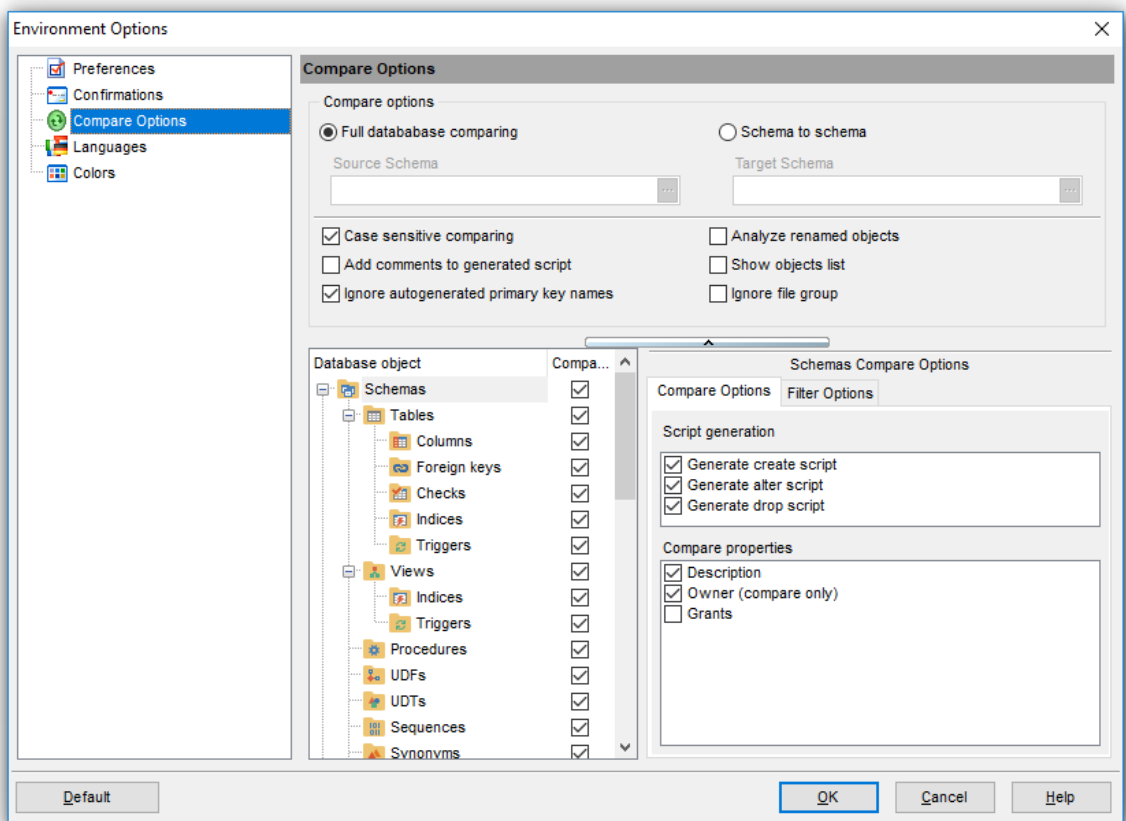 Environment Options
Preferences
Confirmations
Compare Options
Languages
Colors
Compare Options
Compare options
Full datababase comparing
Schema to schema
Source Schema
Target Schema
...
...
Case sensitive comparing
Analyze renamed objects
Add comments to generated script
Show objects list
Ignore autogenerated primary key names
Ignore file group
Database object
Compa...
Schemas
Tables
Columns
Foreign keys
Checks
Indices
Triggers
Views
Indices
Triggers
Procedures
UDFs
UDTs
Sequences
Synonyms
Schemas Compare Options
Compare Options
Filter Options
Script generation
Generate create script
Generate alter script
Generate drop script
Compare properties
Description
Owner (compare only)
Grants
Default
OK
Cancel
Help